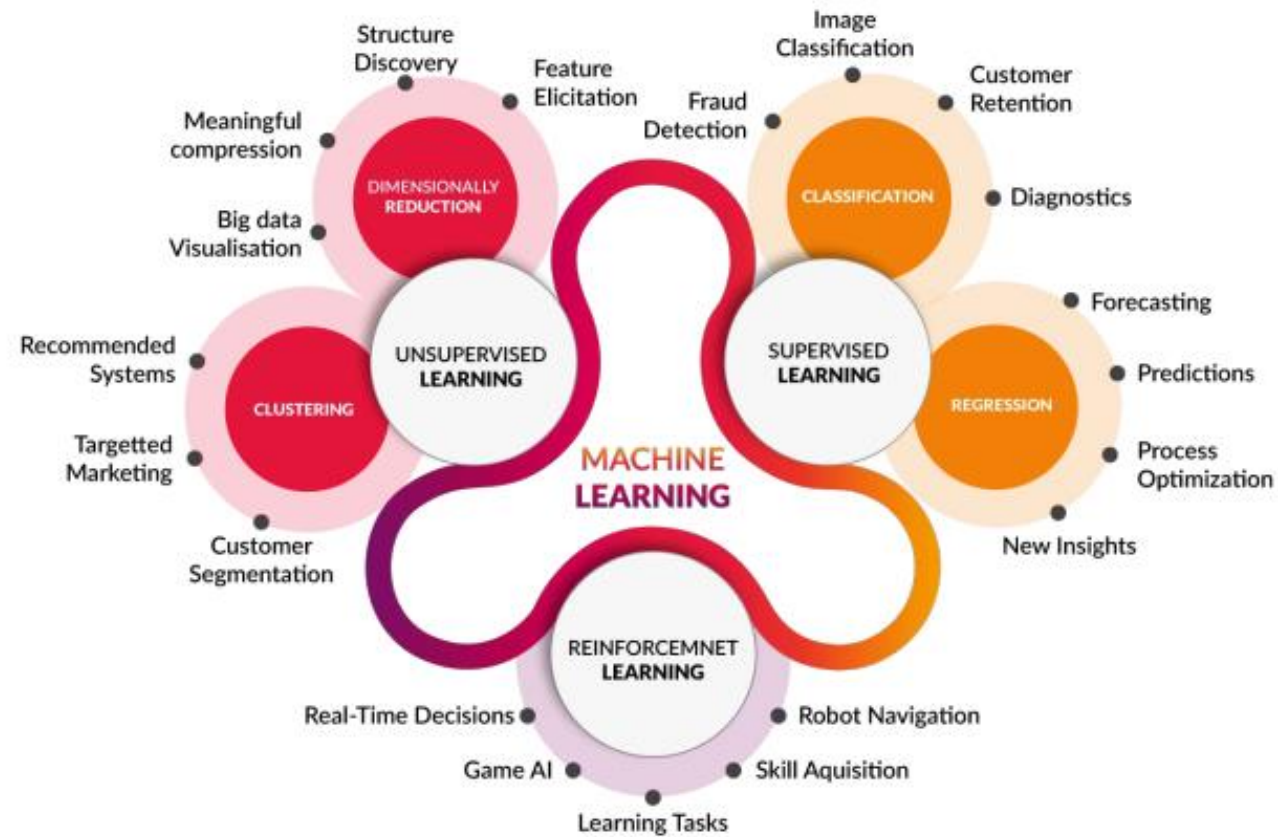 Structure
Discovery
Feature
Elicitation
Meaningful
compression
DIMENSIONALLY
REDUCTION
Big data
Visualisation
UNSUPERVISED
LEARNING
Recommended
Systems
CLUSTERING
Targetted
Marketing
Customer
Segmentation
Image
Classification
Customer
Retention
Fraud
Detection
CLASSIFICATION
Diagnostics
SUPERVISED
LEARNING
Forecasting
Predictions
REGRESSION
Process
Optimization
New Insights
MACHINE
LEARNING
REINFORCEMNET
LEARNING
Real-Time Decisions
Robot Navigation
Game AI
Skill Aquisition
Learning Tasks